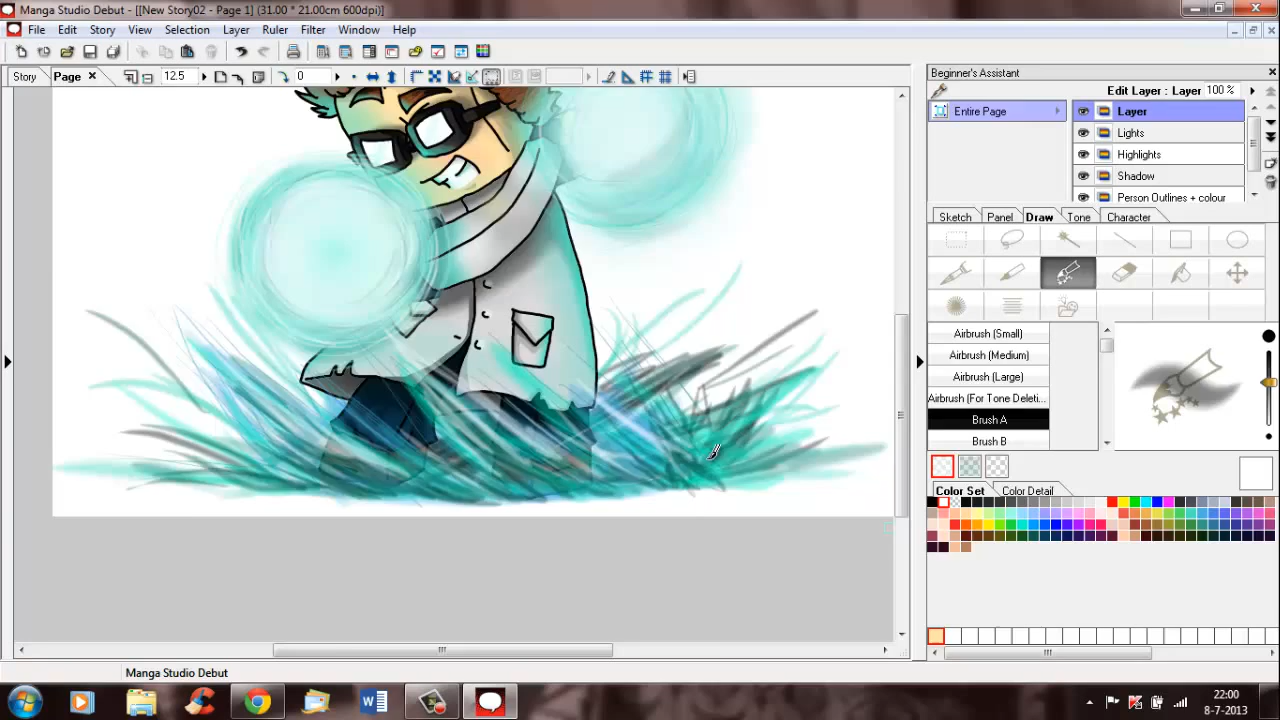 Manga Studio Debut - [[New Story02 - Page 1] (31.00 * 21.00cm 600dpi)]
File Edit Story View Selection Layer Ruler Filter Window Help
Story Page 12.5 0
Beginner's Assistant
Edit Layer : Layer 100 %
Entire Page
Layer
Lights
Highlights
Shadow
Person Outlines + colour
Sketch Panel Draw Tone Character
Airbrush (Small)
Airbrush (Medium)
Airbrush (Large)
Airbrush (For Tone Deleti...
Brush A
Brush B
Color Set Color Detail
Manga Studio Debut
22:00
8-7-2013